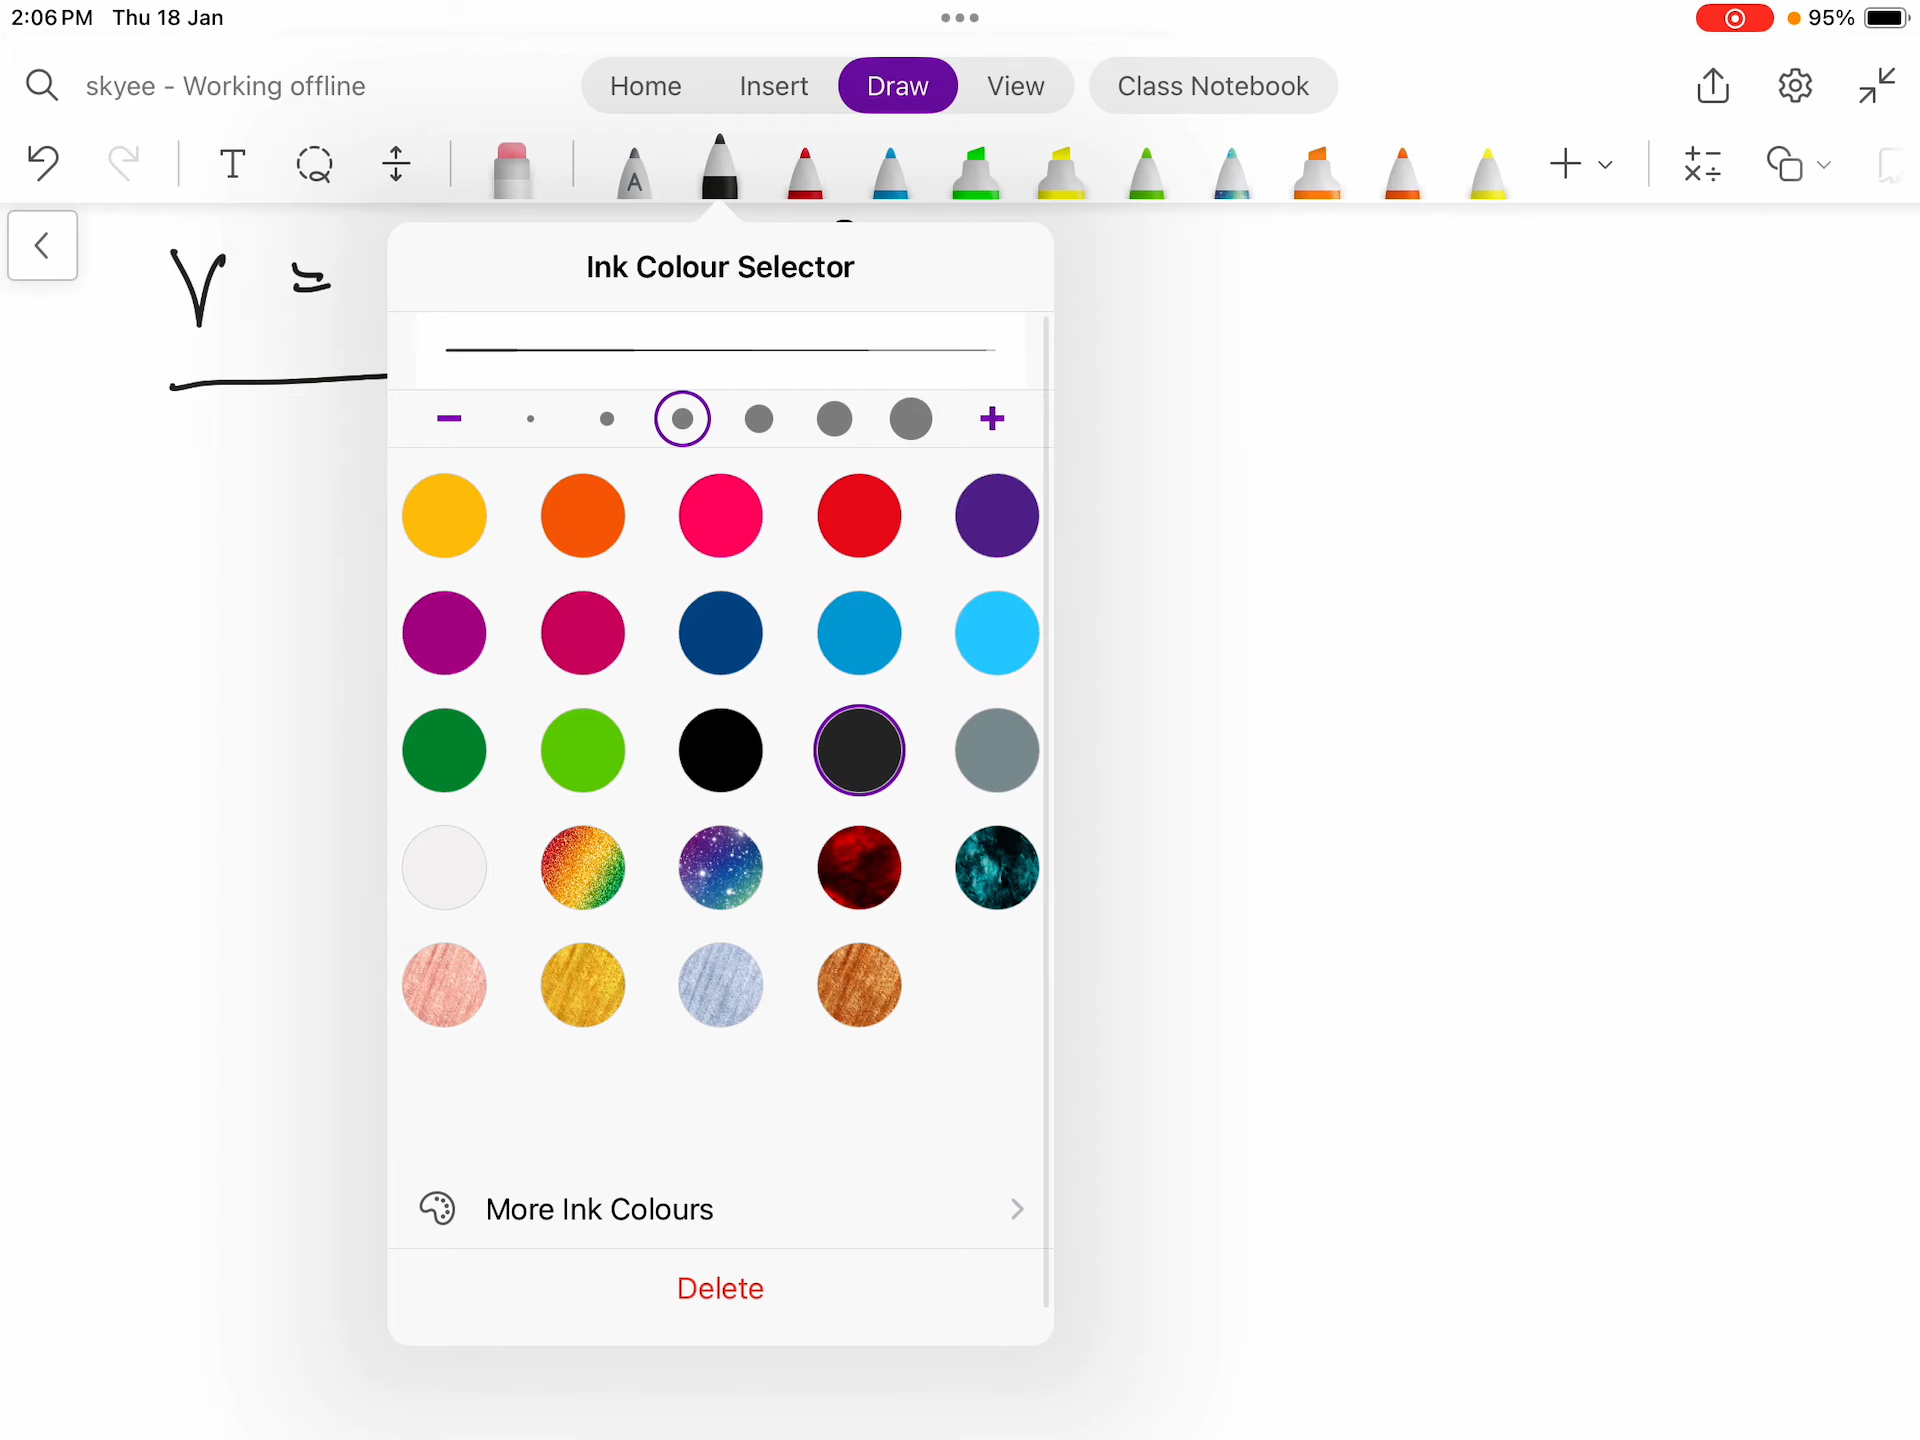 2:06 PM Thu 18 Jan 95%
skyee - Working offline Home Insert Draw View Class Notebook
T A
V =
Ink Colour Selector
More Ink Colours
Delete